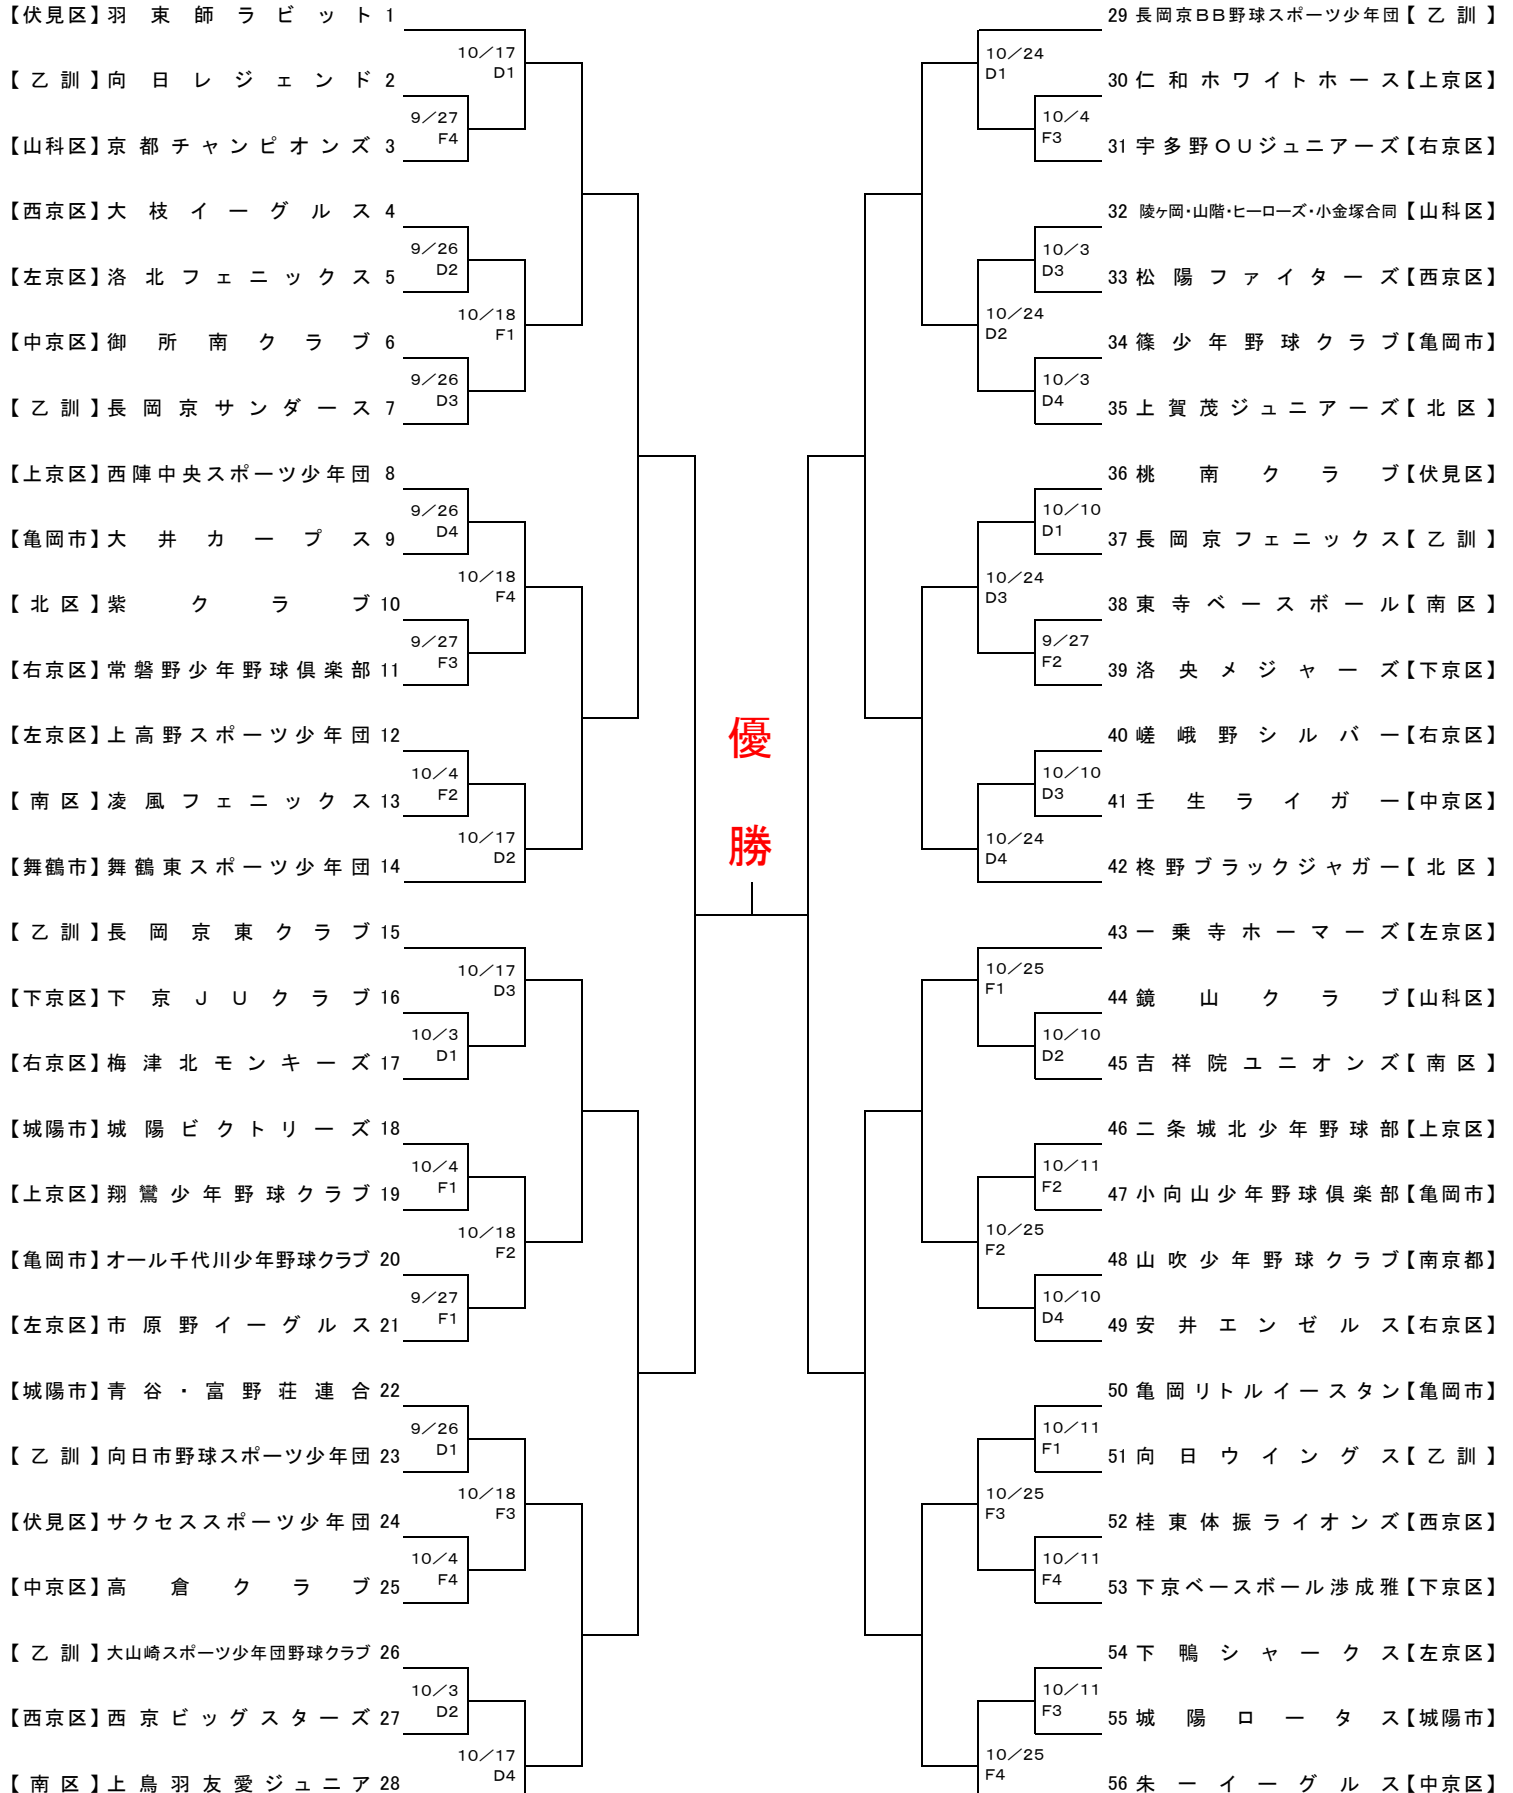 【伏見区】羽束師ラビット 1
10／17
D1
【乙訓】向日レジェンド 2
9／27
F4
【山科区】京都チャンピオンズ 3
【西京区】大枝イーグルス 4
9／26
D2
【左京区】洛北フェニックス 5
10／18
F1
【中京区】御所南クラブ 6
9／26
D3
【乙訓】長岡京サンダース 7
【上京区】西陣中央スポーツ少年団 8
9／26
D4
【亀岡市】大井カープス 9
10／18
F4
【北区】紫クラブ 10
9／27
F3
【右京区】常磐野少年野球倶楽部 11
【左京区】上高野スポーツ少年団 12
10／4
F2
【南区】凌風フェニックス 13
10／17
D2
【舞鶴市】舞鶴東スポーツ少年団 14
【乙訓】長岡京東クラブ 15
10／17
D3
【下京区】下京JUクラブ 16
10／3
D1
【右京区】梅津北モンキーズ 17
【城陽市】城陽ビクトリーズ 18
10／4
F1
【上京区】翔鸞少年野球クラブ 19
10／18
F2
【亀岡市】オール千代川少年野球クラブ 20
9／27
F1
【左京区】市原野イーグルス 21
【城陽市】青谷・富野荘連合 22
9／26
D1
【乙訓】向日市野球スポーツ少年団 23
10／18
F3
【伏見区】サクセススポーツ少年団 24
10／4
F4
【中京区】高倉クラブ 25
【乙訓】大山崎スポーツ少年団野球クラブ 26
10／3
D2
【西京区】西京ビッグスターズ 27
10／17
D4
【南区】上鳥羽友愛ジュニア 28
優
勝
29 長岡京BB野球スポーツ少年団【乙訓】
10／24
D1
30 仁和ホワイトホース【上京区】
10／4
F3
31 宇多野OUジュニアーズ【右京区】
32 陵ヶ岡・山階・ヒーローズ・小金塚合同【山科区】
10／3
D3
33 松陽ファイターズ【西京区】
10／24
D2
34 篠少年野球クラブ【亀岡市】
10／3
D4
35 上賀茂ジュニアーズ【北区】
36 桃南クラブ【伏見区】
10／10
D1
37 長岡京フェニックス【乙訓】
10／24
D3
38 東寺ベースボール【南区】
9／27
F2
39 洛央メジャーズ【下京区】
40 嵯峨野シルバー【右京区】
10／10
D3
41 壬生ライガー【中京区】
10／24
D4
42 柊野ブラックジャガー【北区】
43 一乗寺ホーマーズ【左京区】
10／25
F1
44 鏡山クラブ【山科区】
10／10
D2
45 吉祥院ユニオンズ【南区】
46 二条城北少年野球部【上京区】
10／11
F2
47 小向山少年野球倶楽部【亀岡市】
10／25
F2
48 山吹少年野球クラブ【南京都】
10／10
D4
49 安井エンゼルス【右京区】
50 亀岡リトルイースタン【亀岡市】
10／11
F1
51 向日ウイングス【乙訓】
10／25
F3
52 桂東体振ライオンズ【西京区】
10／11
F4
53 下京ベースボール渉成雅【下京区】
54 下鴨シャークス【左京区】
10／11
F3
55 城陽ロータス【城陽市】
10／25
F4
56 朱一イーグルス【中京区】